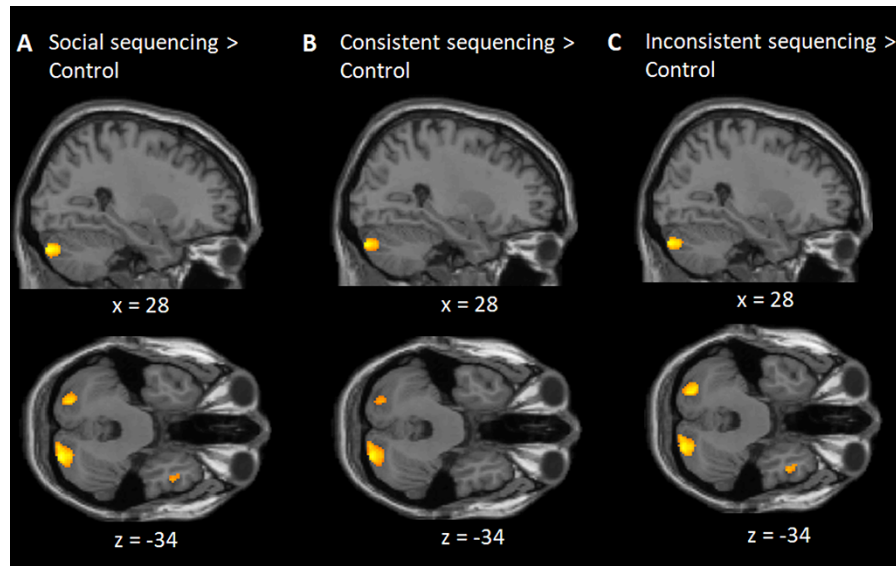 A Social sequencing >
Control
B Consistent sequencing >
Control
C Inconsistent sequencing >
Control
x = 28
x = 28
x = 28
z = -34
z = -34
z = -34